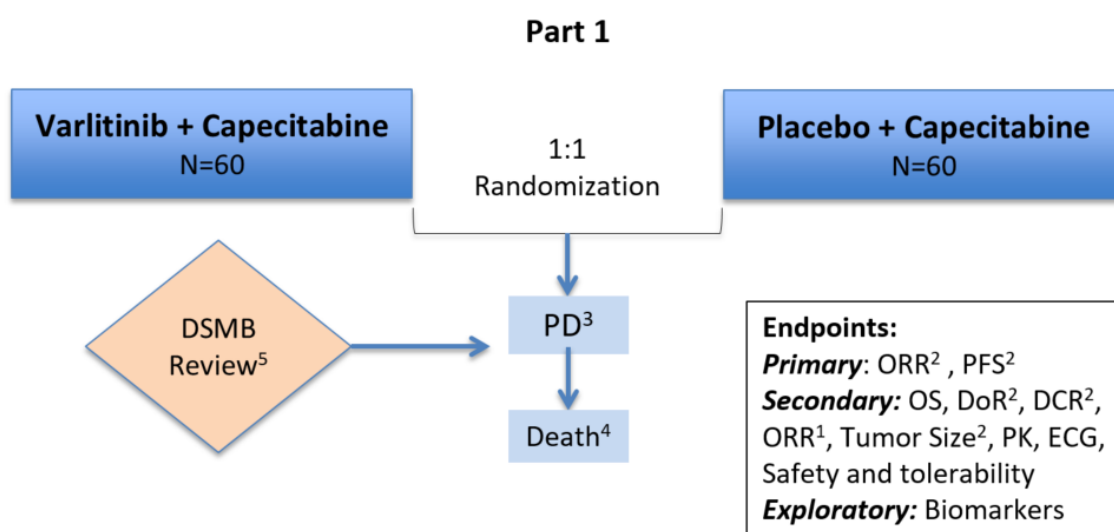 Part 1
Varlitinib + Capecitabine
N=60
1:1
Randomization
Placebo + Capecitabine
N=60
DSMB
Review⁵
PD³
Death⁴
Endpoints:
Primary: ORR² , PFS²
Secondary: OS, DoR², DCR²,
ORR¹, Tumor Size², PK, ECG,
Safety and tolerability
Exploratory: Biomarkers